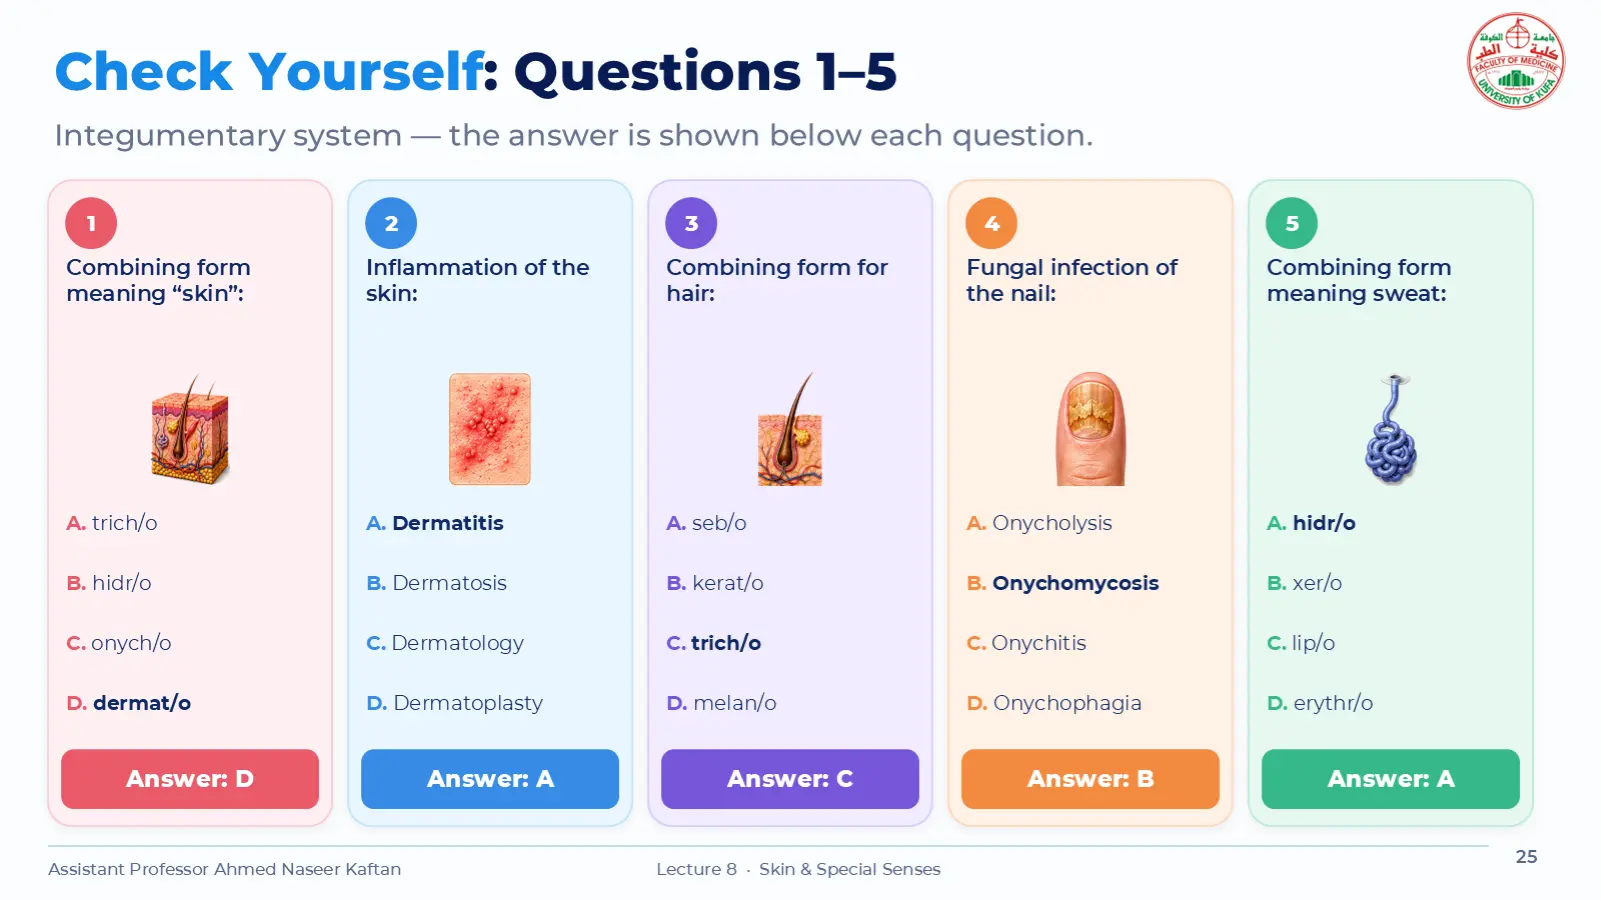 Check Yourself: Questions 1–5
Integumentary system — the answer is shown below each question.
جامعة الكوفة
كلية الطب
FACULTY OF MEDICINE
UNIVERSITY OF KUFA
1
Combining form
meaning “skin”:
A. trich/o
B. hidr/o
C. onych/o
D. dermat/o
Answer: D
2
Inflammation of the
skin:
A. Dermatitis
B. Dermatosis
C. Dermatology
D. Dermatoplasty
Answer: A
3
Combining form for
hair:
A. seb/o
B. kerat/o
C. trich/o
D. melan/o
Answer: C
4
Fungal infection of
the nail:
A. Onycholysis
B. Onychomycosis
C. Onychitis
D. Onychophagia
Answer: B
5
Combining form
meaning sweat:
A. hidr/o
B. xer/o
C. lip/o
D. erythr/o
Answer: A
Assistant Professor Ahmed Naseer Kaftan
Lecture 8 · Skin & Special Senses
25